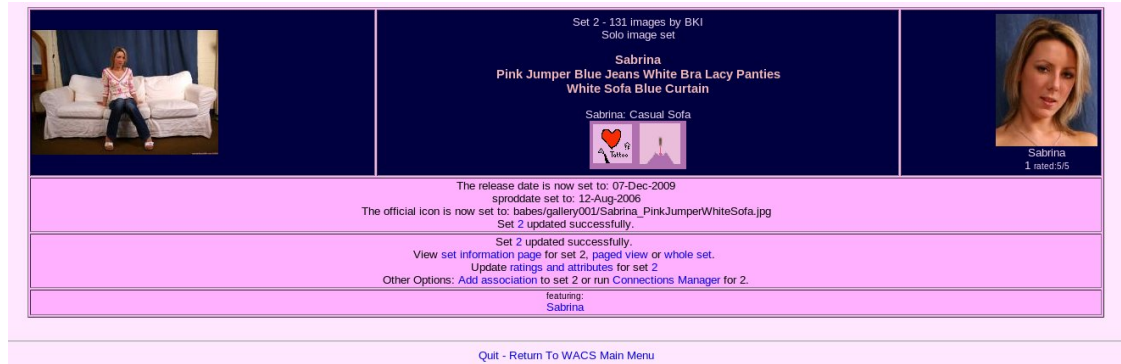 Set 2 - 131 images by BKI
Solo image set
Sabrina
Pink Jumper Blue Jeans White Bra Lacy Panties
White Sofa Blue Curtain
Sabrina: Casual Sofa
Tattoo
Sabrina
1 rated:5/5
The release date is now set to: 07-Dec-2009
sproddate set to: 12-Aug-2006
The official icon is now set to: babes/gallery001/Sabrina_PinkJumperWhiteSofa.jpg
Set 2 updated successfully.
Set 2 updated successfully.
View set information page for set 2, paged view or whole set.
Update ratings and attributes for set 2
Other Options: Add association to set 2 or run Connections Manager for 2.
featuring:
Sabrina
Quit - Return To WACS Main Menu